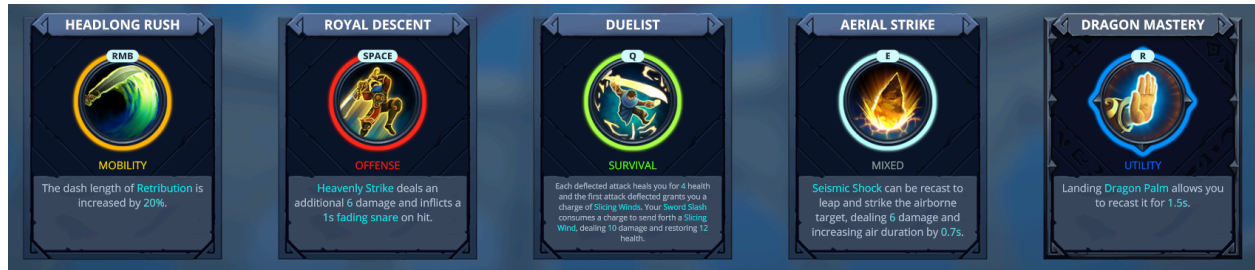 HEADLONG RUSH
RMB
MOBILITY
The dash length of Retribution is
increased by 20%.
ROYAL DESCENT
SPACE
OFFENSE
Heavenly Strike deals an
additional 6 damage and inflicts a
1s fading snare on hit.
DUELIST
Q
SURVIVAL
Each deflected attack heals you for 4 health
and the first attack deflected grants you a
charge of Slicing Winds. Your Sword Slash
consumes a charge to send forth a Slicing
Wind, dealing 10 damage and restoring 12
health.
AERIAL STRIKE
E
MIXED
Seismic Shock can be recast to
leap and strike the airborne
target, dealing 6 damage and
increasing air duration by 0.7s.
DRAGON MASTERY
R
UTILITY
Landing Dragon Palm allows you
to recast it for 1.5s.